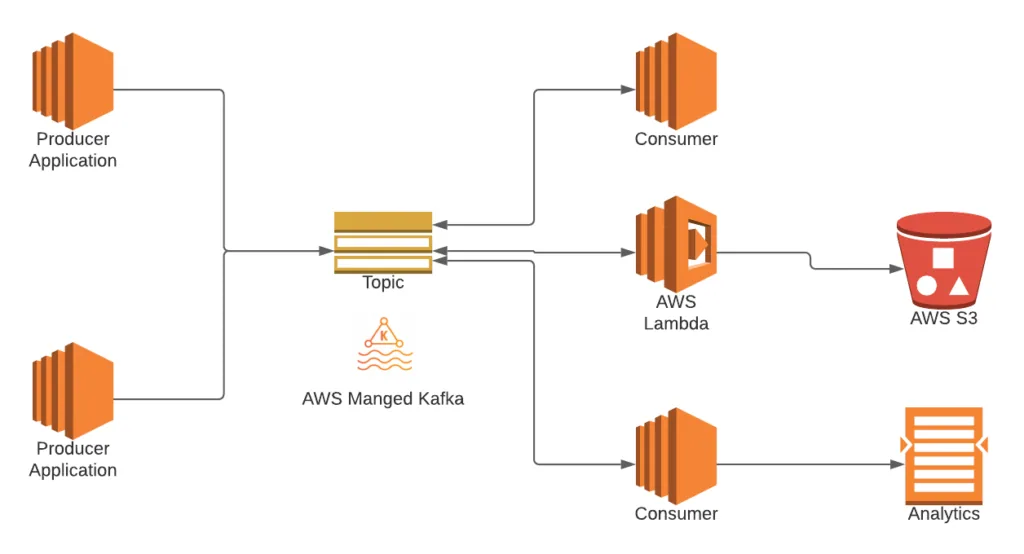 Producer
Application
Consumer
Topic
AWS
Lambda
AWS S3
K
AWS Manged Kafka
Producer
Application
Consumer
Analytics